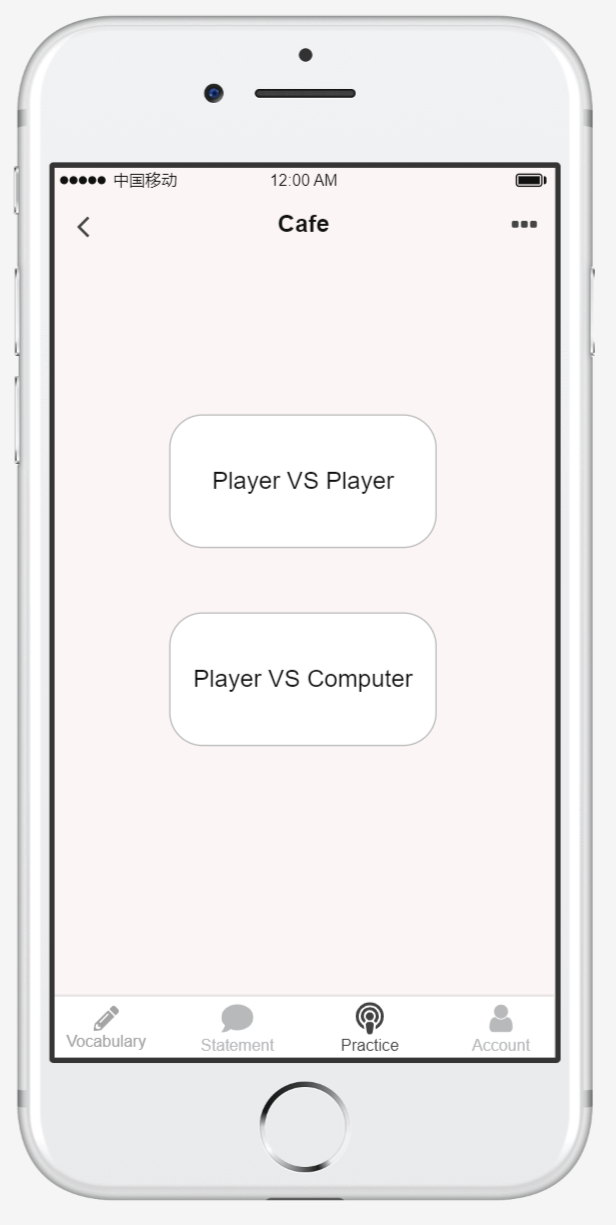 中国移动 12:00 AM
Cafe
Player VS Player
Player VS Computer
Vocabulary Statement Practice Account